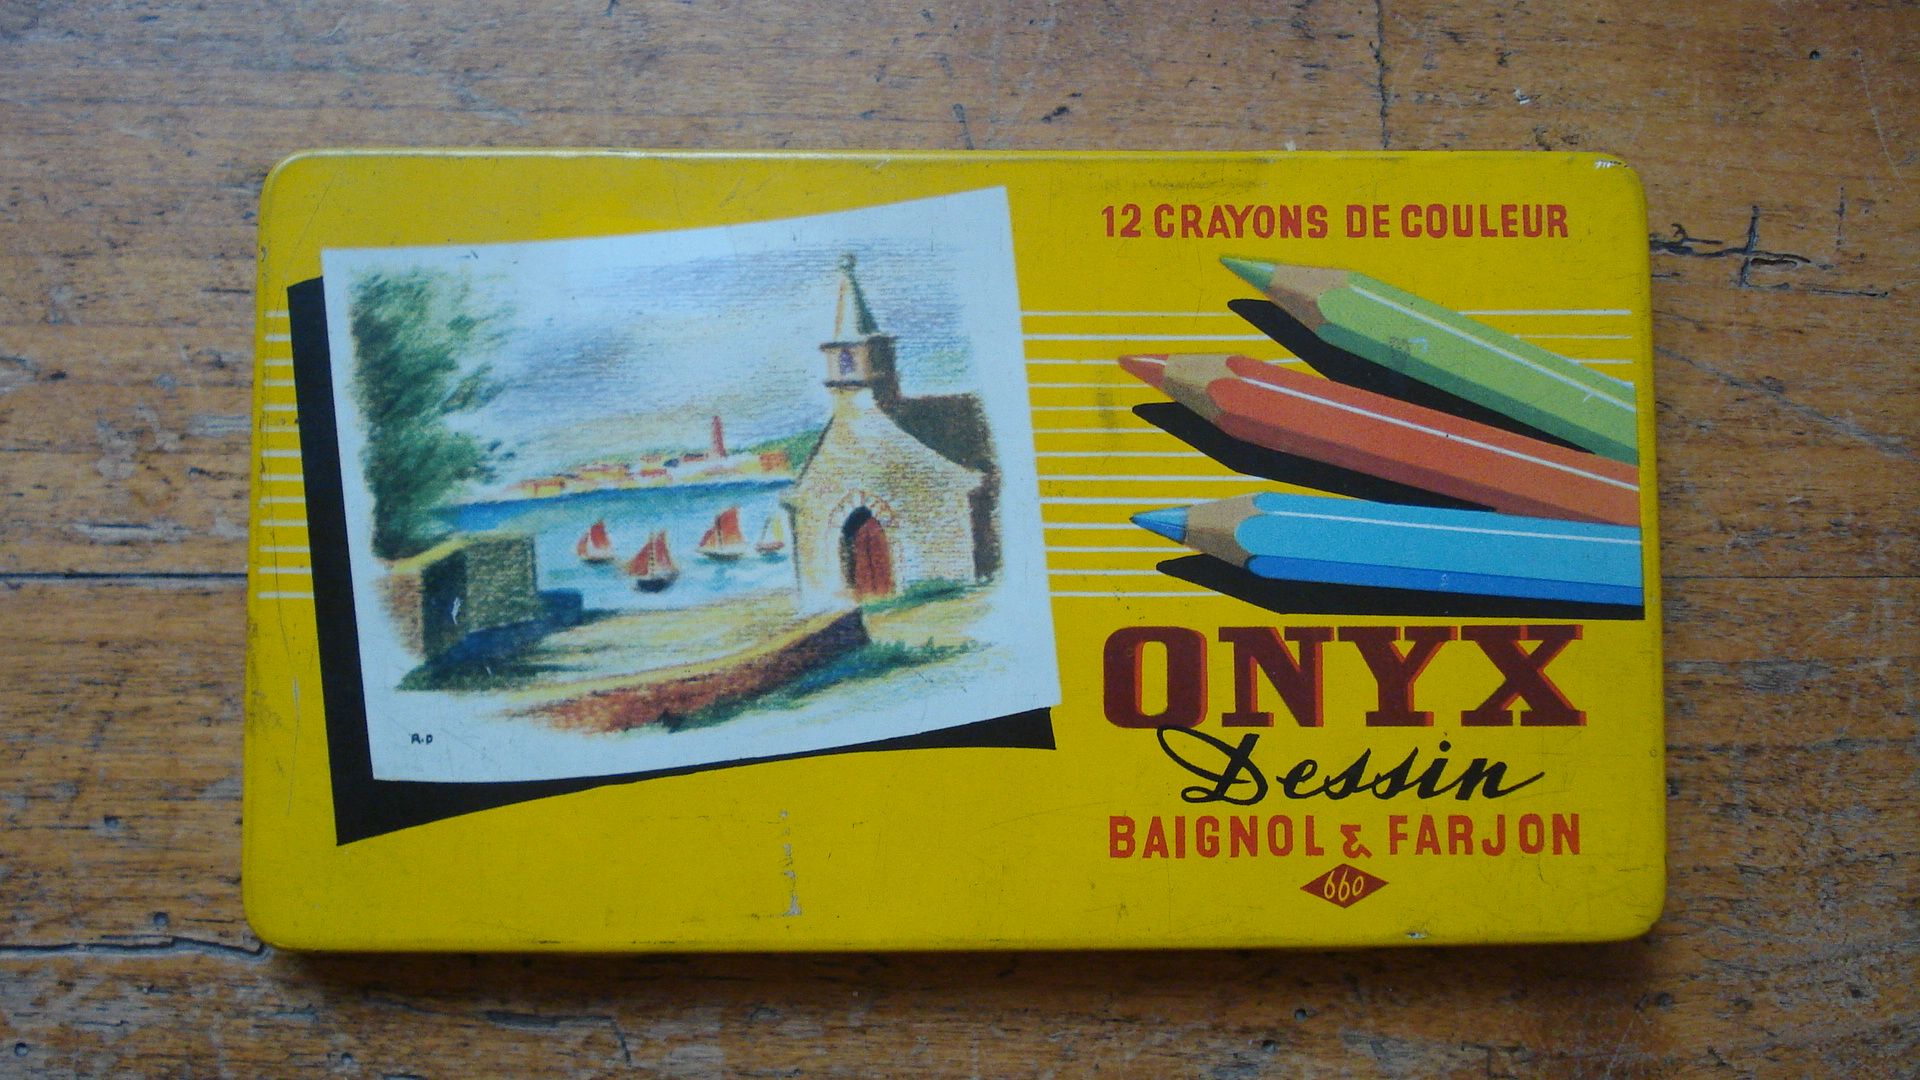 12 CRAYONS DE COULEUR
ONYX
Dessin
BAIGNOL & FARJON
660
A.D